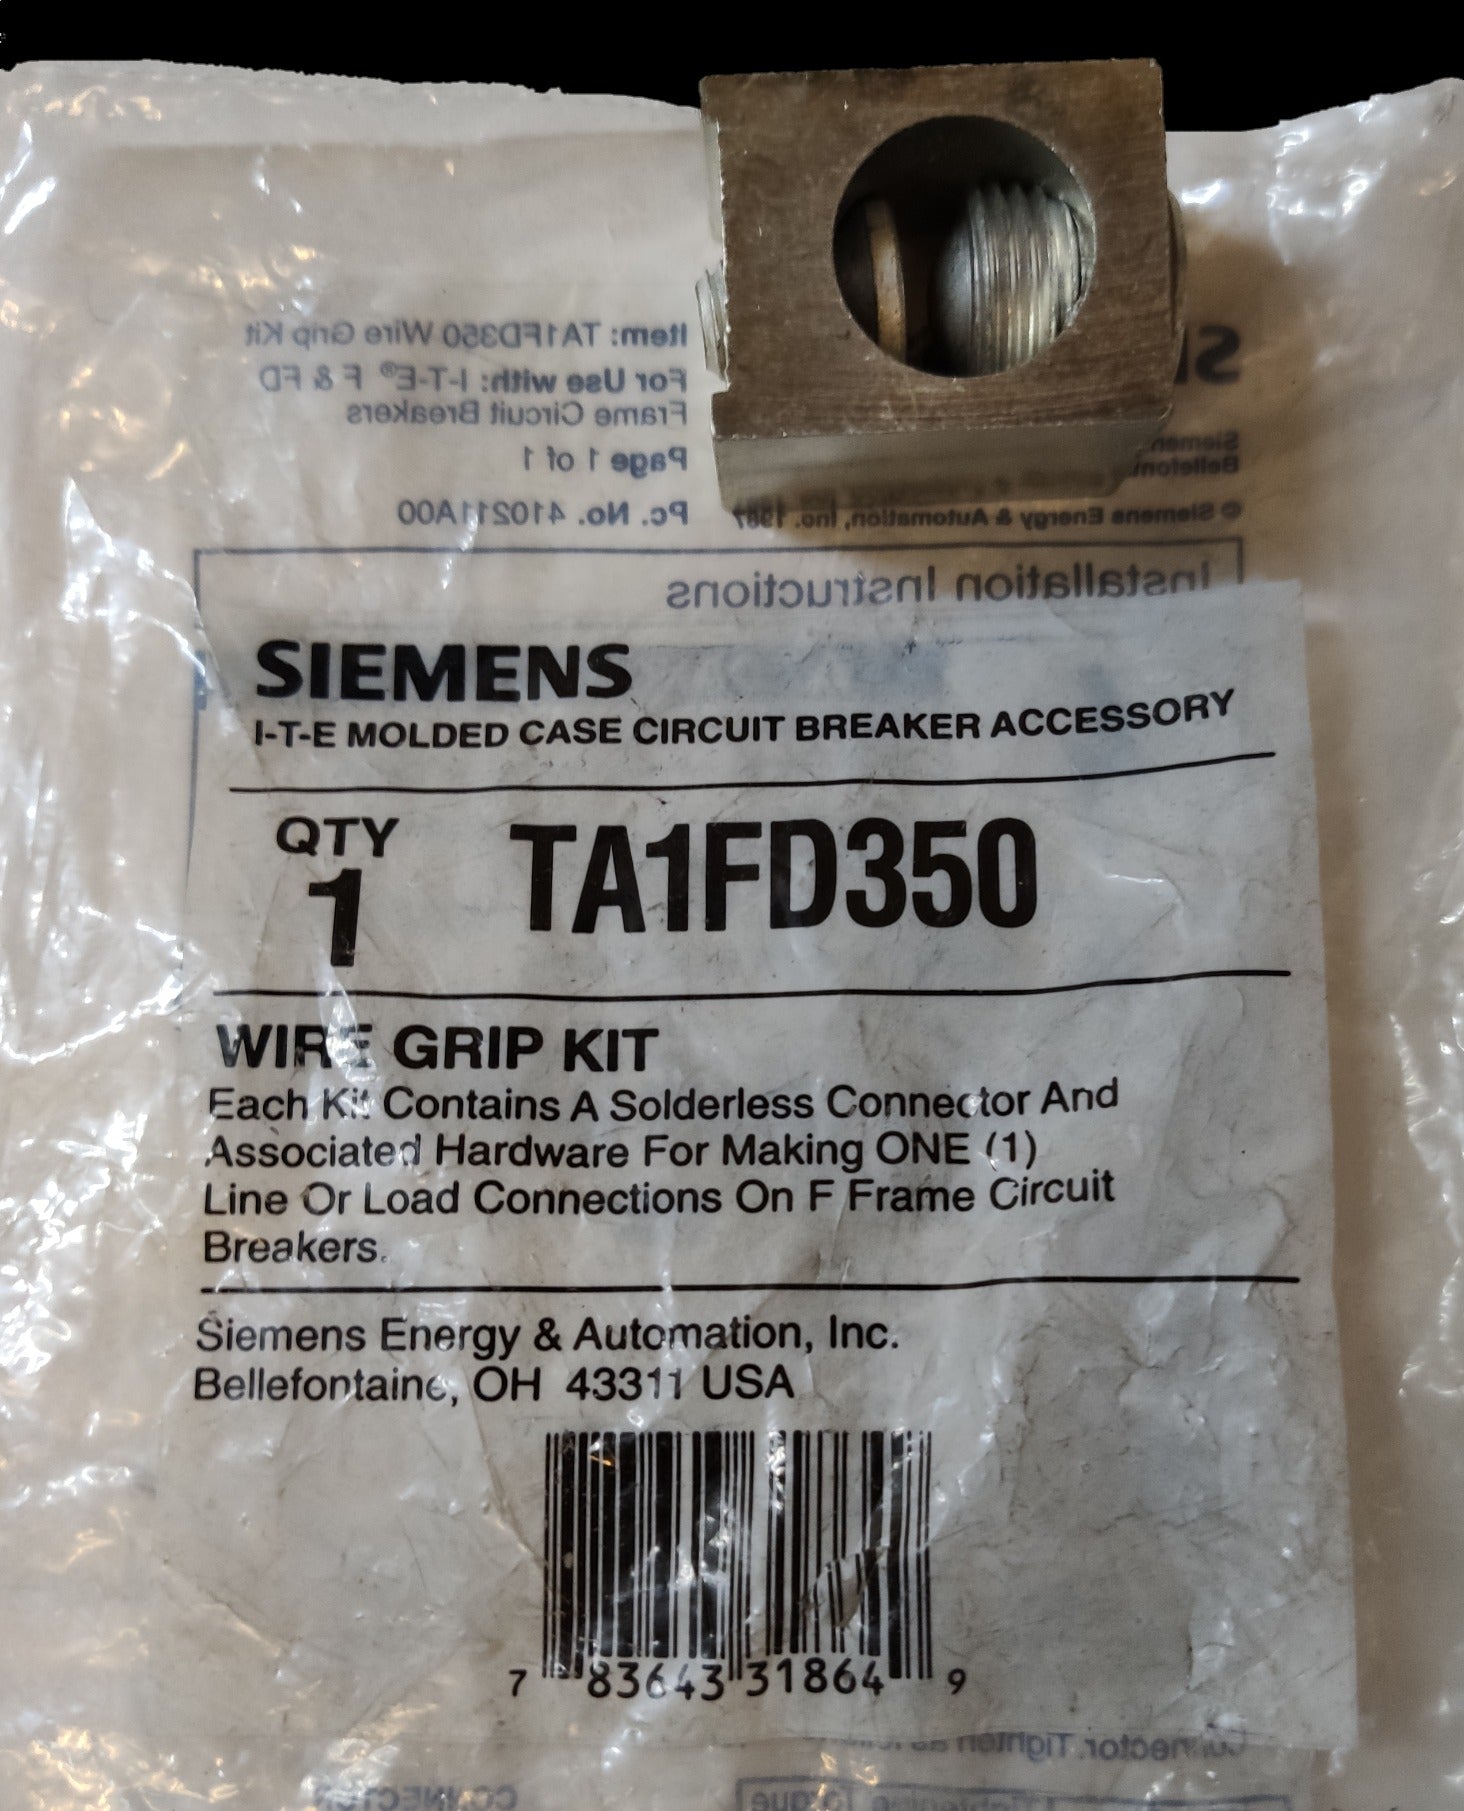 Item: TA1FD350 Wire Grip Kit
For Use with: I-T-E® F & FD
Frame Circuit Breakers
Page 1 of 1
Pc. No. 410211A00
© Siemens Energy & Automation, Inc. 1987
Installation Instructions
SIEMENS
I-T-E MOLDED CASE CIRCUIT BREAKER ACCESSORY
QTY
1
TA1FD350
WIRE GRIP KIT
Each Kit Contains A Solderless Connector And
Associated Hardware For Making ONE (1)
Line Or Load Connections On F Frame Circuit
Breakers.
Siemens Energy & Automation, Inc.
Bellefontaine, OH 43311 USA
7 83643 31864 9
Connector Tighten as